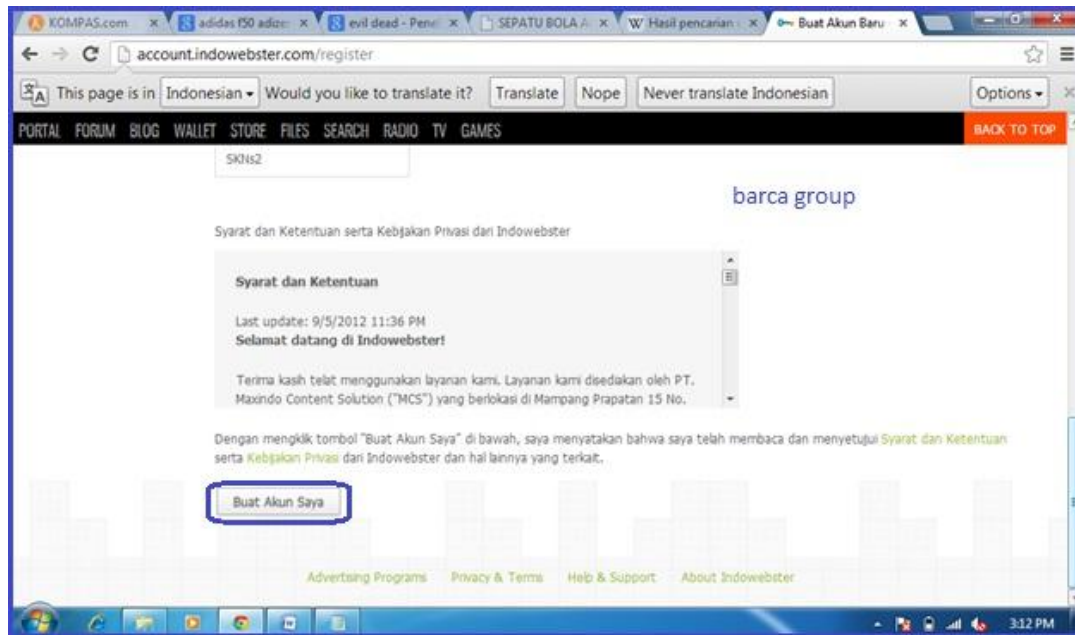 KOMPAS.com
adidas f50 adizer
evil dead - Penel
SEPATU BOLA A
Hasil pencarian
Buat Akun Baru
account.indowebster.com/register
This page is in Indonesian Would you like to translate it? Translate Nope Never translate Indonesian Options
PORTAL FORUM BLOG WALLET STORE FILES SEARCH RADIO TV GAMES BACK TO TOP
SKNs2
barca group
Syarat dan Ketentuan serta Kebijakan Privasi dari Indowebster
Syarat dan Ketentuan
Last update: 9/5/2012 11:36 PM
Selamat datang di Indowebster!
Terima kasih telat menggunakan layanan kami. Layanan kami disediakan oleh PT.
Maxindo Content Solution ("MCS") yang berlokasi di Mampang Prapatan 15 No.
Dengan mengklik tombol "Buat Akun Saya" di bawah, saya menyatakan bahwa saya telah membaca dan menyetujui Syarat dan Ketentuan
serta Kebijakan Privasi dari Indowebster dan hal lainnya yang terkait.
Buat Akun Saya
Advertising Programs Privacy & Terms Help & Support About Indowebster
3:12 PM